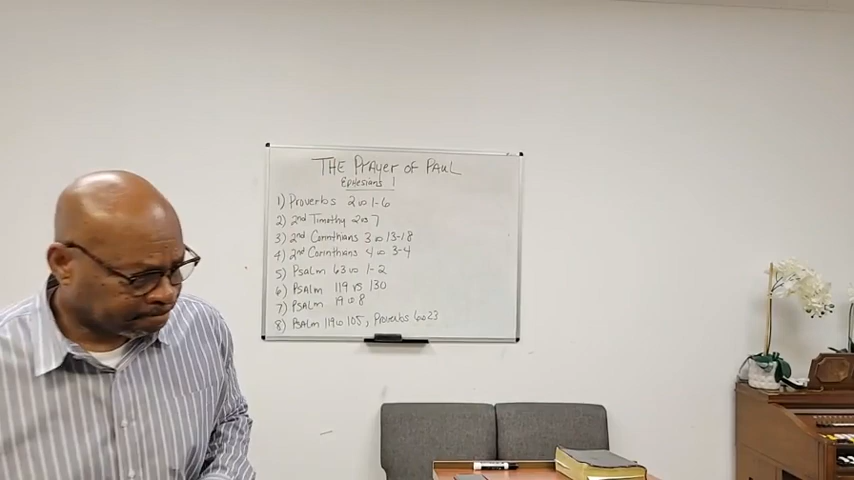 THE PRAYER OF PAUL
EPHESIANS 1
1) Proverbs 2 vs 1-6
2) 2nd Timothy 2 vs 7
3) 2nd Corinthians 3 vs 13-18
4) 2nd Corinthians 4 vs 3-4
5) Psalm 63 vs 1-2
6) Psalm 119 vs 130
7) Psalm 19 vs 8
8) Psalm 119 vs 105, Proverbs 6 vs 23